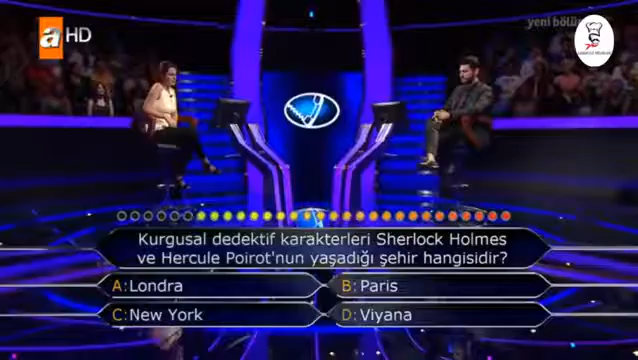 a HD
yeni bölüm
Kurgusal dedektif karakterleri Sherlock Holmes
ve Hercule Poirot'nun yaşadığı şehir hangisidir?
A:Londra
B:Paris
C:New York
D:Viyana